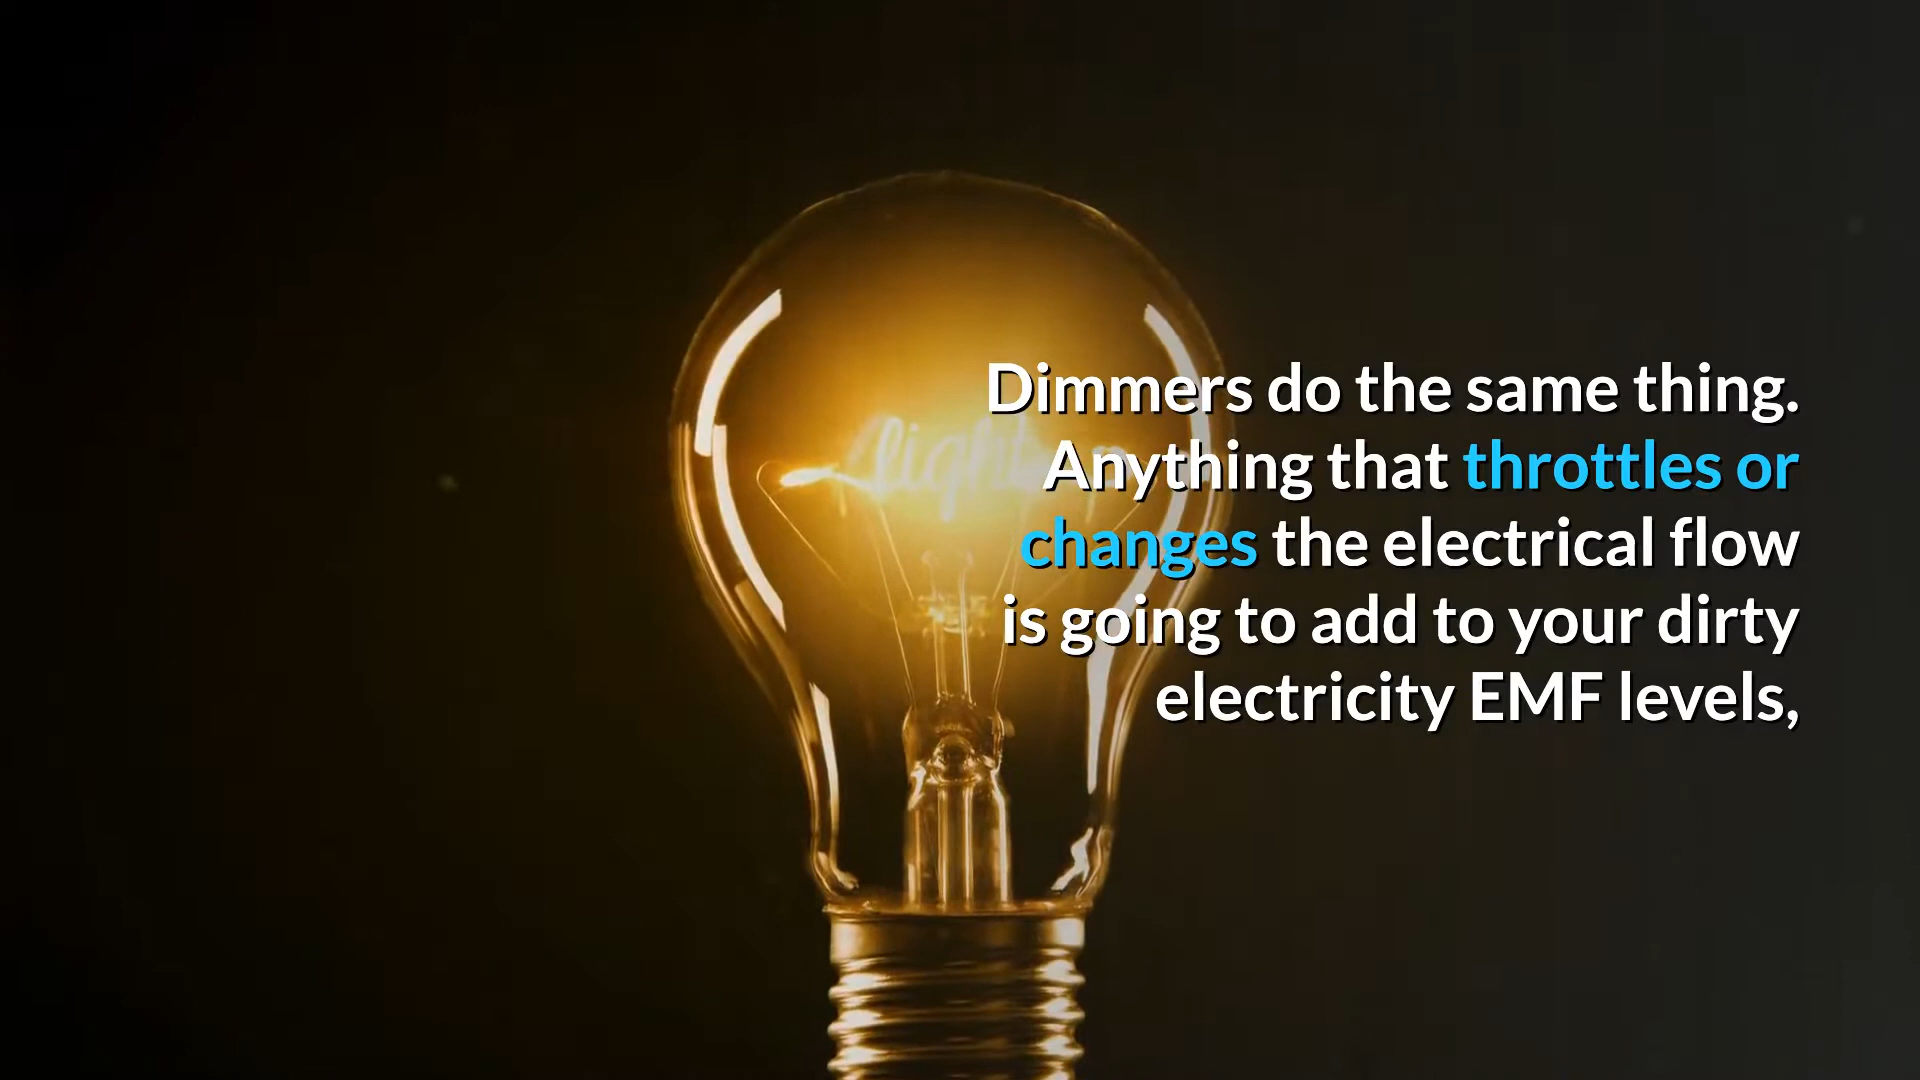 Dimmers do the same thing.
Anything that throttles or
changes the electrical flow
is going to add to your dirty
electricity EMF levels,
light